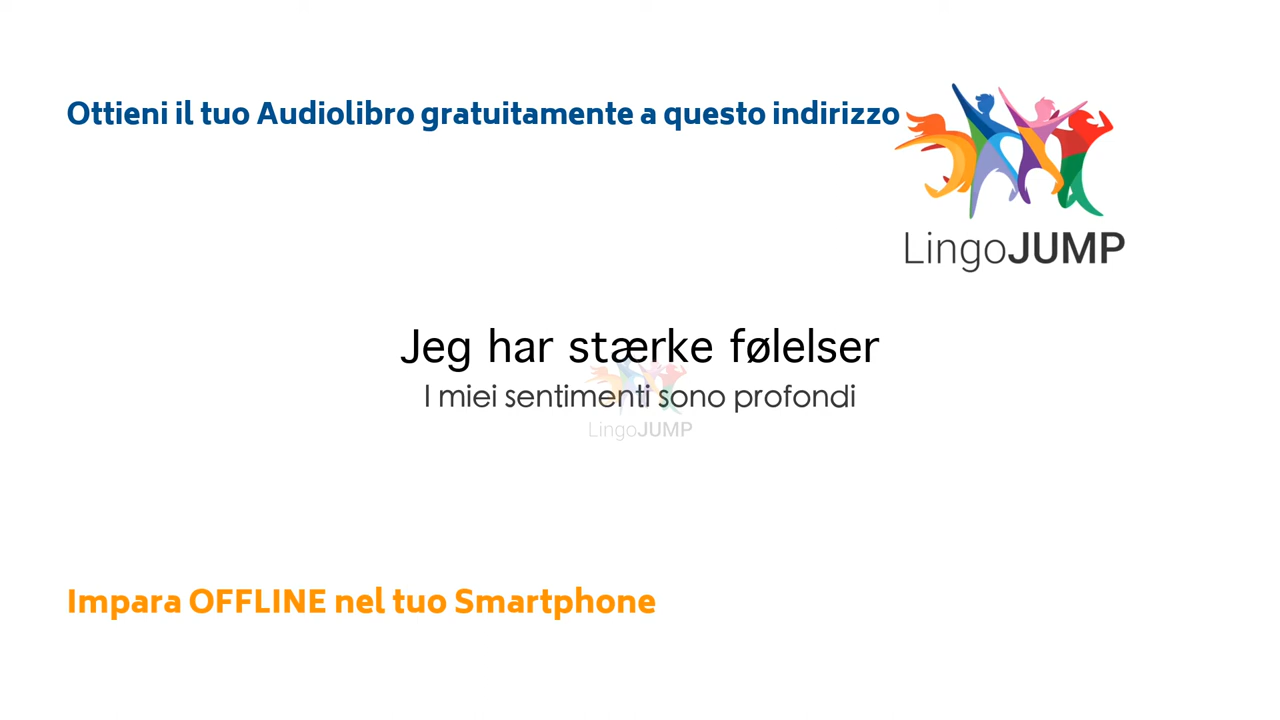 Ottieni il tuo Audiolibro gratuitamente a questo indirizzo
LingoJUMP
Jeg har stærke følelser
I miei sentimenti sono profondi
LingoJUMP
Impara OFFLINE nel tuo Smartphone